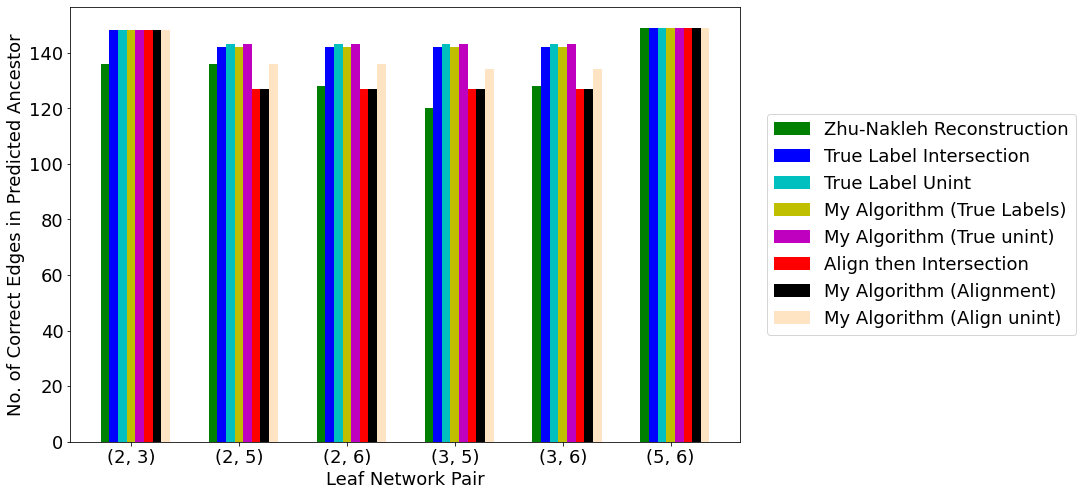 No. of Correct Edges in Predicted Ancestor
140
120
100
80
60
40
20
0
(2, 3) (2, 5) (2, 6) (3, 5) (3, 6) (5, 6)
Leaf Network Pair
Zhu-Nakleh Reconstruction
True Label Intersection
True Label Unint
My Algorithm (True Labels)
My Algorithm (True unint)
Align then Intersection
My Algorithm (Alignment)
My Algorithm (Align unint)